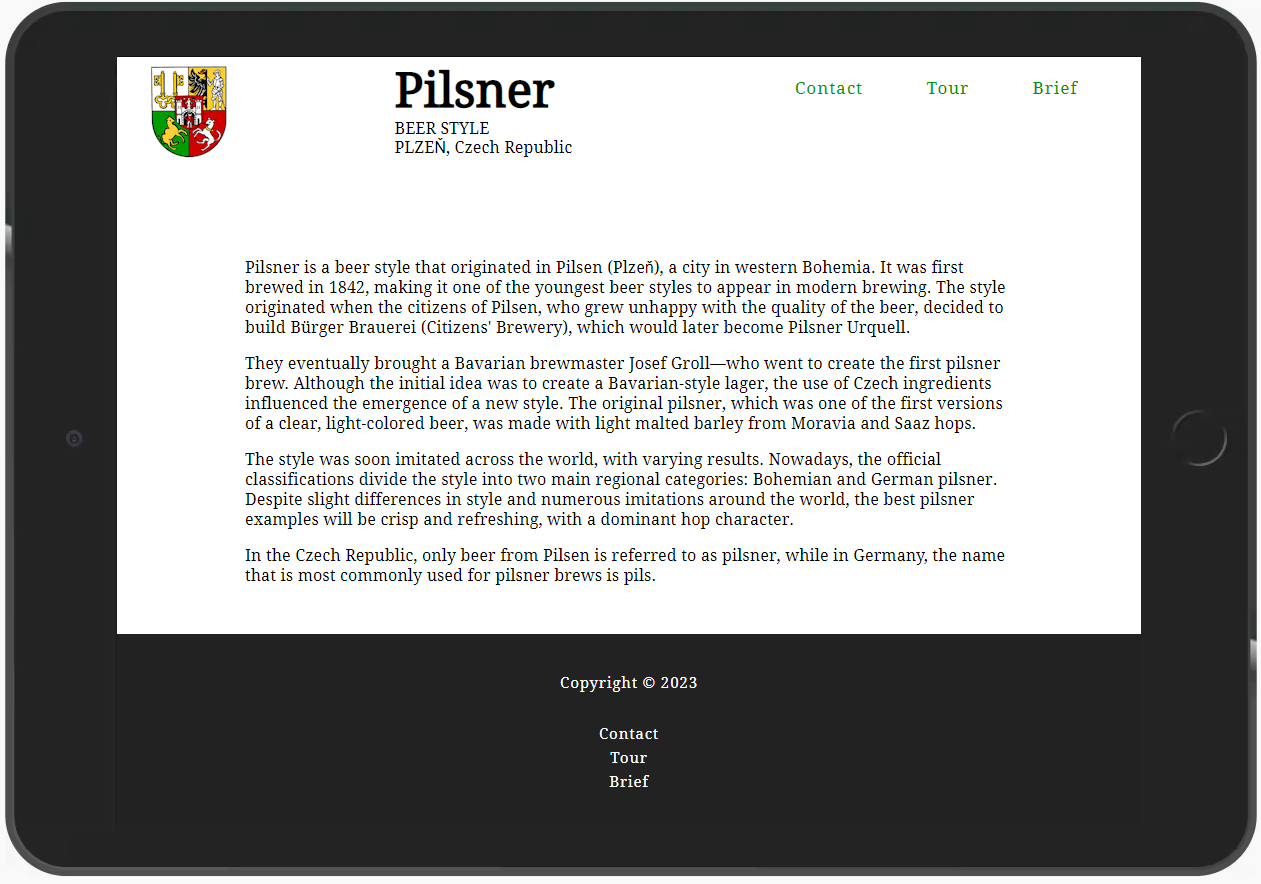 Pilsner
BEER STYLE
PLZEŇ, Czech Republic
Contact
Tour
Brief
Pilsner is a beer style that originated in Pilsen (Plzeň), a city in western Bohemia. It was first
brewed in 1842, making it one of the youngest beer styles to appear in modern brewing. The style
originated when the citizens of Pilsen, who grew unhappy with the quality of the beer, decided to
build Bürger Brauerei (Citizens' Brewery), which would later become Pilsner Urquell.
They eventually brought a Bavarian brewmaster Josef Groll—who went to create the first pilsner
brew. Although the initial idea was to create a Bavarian-style lager, the use of Czech ingredients
influenced the emergence of a new style. The original pilsner, which was one of the first versions
of a clear, light-colored beer, was made with light malted barley from Moravia and Saaz hops.
The style was soon imitated across the world, with varying results. Nowadays, the official
classifications divide the style into two main regional categories: Bohemian and German pilsner.
Despite slight differences in style and numerous imitations around the world, the best pilsner
examples will be crisp and refreshing, with a dominant hop character.
In the Czech Republic, only beer from Pilsen is referred to as pilsner, while in Germany, the name
that is most commonly used for pilsner brews is pils.
Copyright © 2023
Contact
Tour
Brief